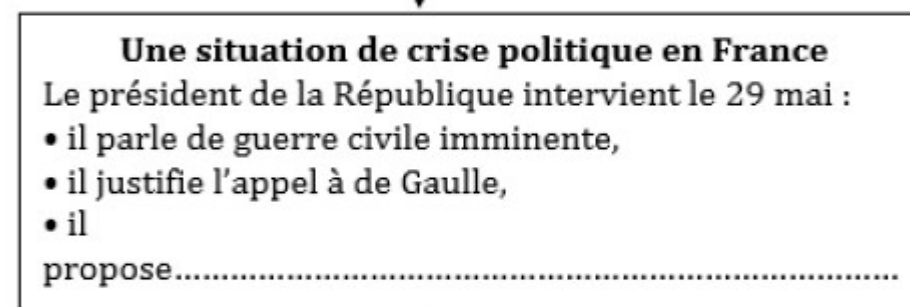 Une situation de crise politique en France
Le président de la République intervient le 29 mai :
• il parle de guerre civile imminente,
• il justifie l'appel à de Gaulle,
• il
propose..............................................................................